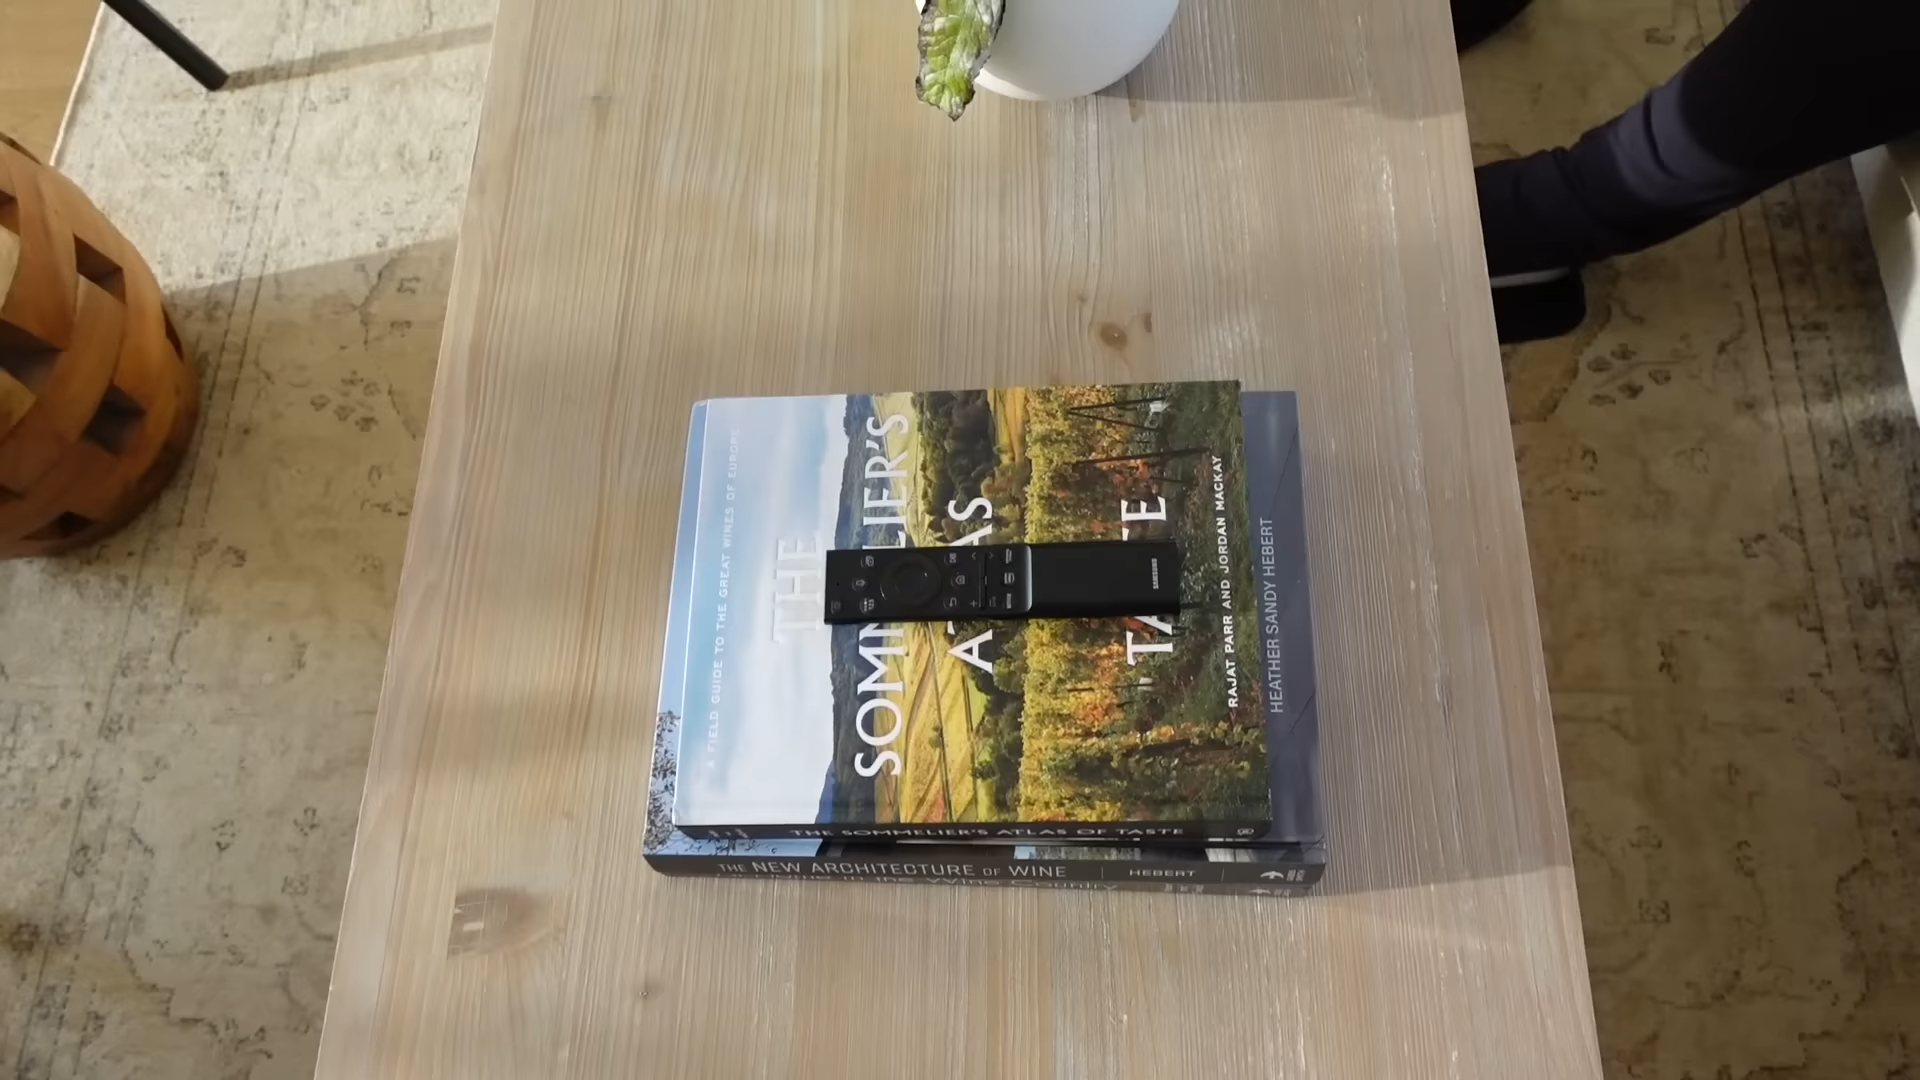 A FIELD GUIDE TO THE GREAT WINES OF EUROPE
THE
SOMMELIER'S
ATLAS
TASTE
RAJAT PARR AND JORDAN MACKAY
HEATHER SANDY HEBERT
SAMSUNG
THE SOMMELIER'S ATLAS OF TASTE
THE NEW ARCHITECTURE OF WINE HEBERT